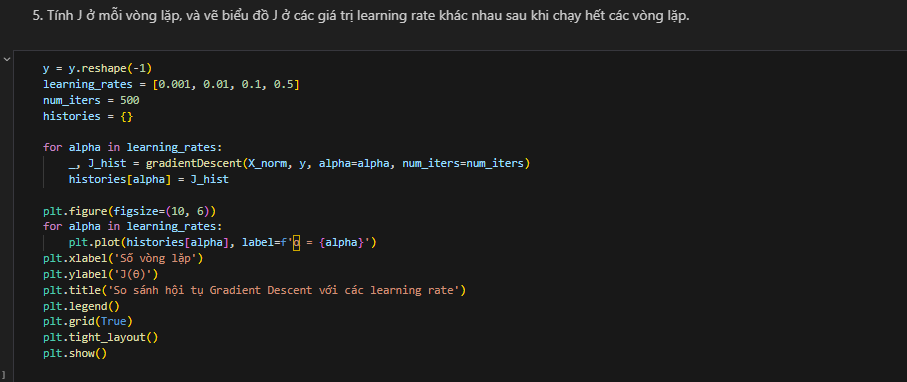 5. Tính J ở mỗi vòng lặp, và vẽ biểu đồ J ở các giá trị learning rate khác nhau sau khi chạy hết các vòng lặp.
y = y.reshape(-1)
learning_rates = [0.001, 0.01, 0.1, 0.5]
num_iters = 500
histories = {}
for alpha in learning_rates:
_, J_hist = gradientDescent(X_norm, y, alpha=alpha, num_iters=num_iters)
histories[alpha] = J_hist
plt.figure(figsize=(10, 6))
for alpha in learning_rates:
plt.plot(histories[alpha], label=f'α = {alpha}')
plt.xlabel('Số vòng lặp')
plt.ylabel('J(θ)')
plt.title('So sánh hội tụ Gradient Descent với các learning rate')
plt.legend()
plt.grid(True)
plt.tight_layout()
plt.show()
]